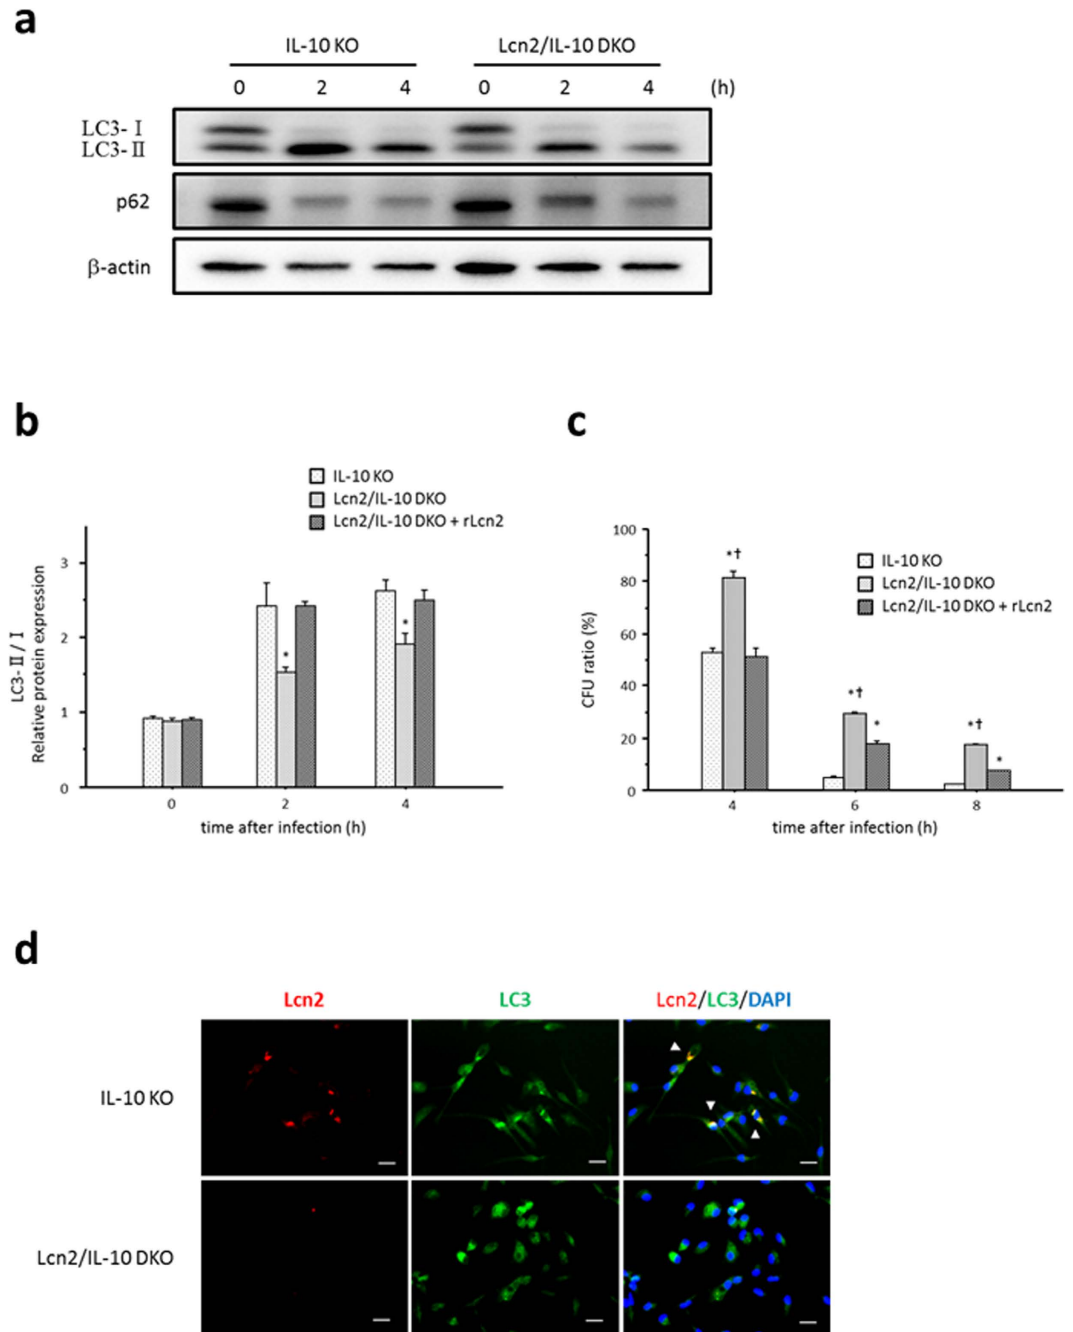 a
IL-10 KO Lcn2/IL-10 DKO
0 2 4 0 2 4 (h)
LC3-Ⅰ
LC3-Ⅱ
p62
β-actin
b
IL-10 KO
Lcn2/IL-10 DKO
Lcn2/IL-10 DKO + rLcn2
LC3-Ⅱ/Ⅰ
Relative protein expression
3
2
1
0
* *
0 2 4
time after infection (h)
c
IL-10 KO
Lcn2/IL-10 DKO
Lcn2/IL-10 DKO + rLcn2
CFU ratio (%)
100
80
60
40
20
0
*†
*† *
*† *
4 6 8
time after infection (h)
d
Lcn2 LC3 Lcn2/LC3/DAPI
IL-10 KO
Lcn2/IL-10 DKO